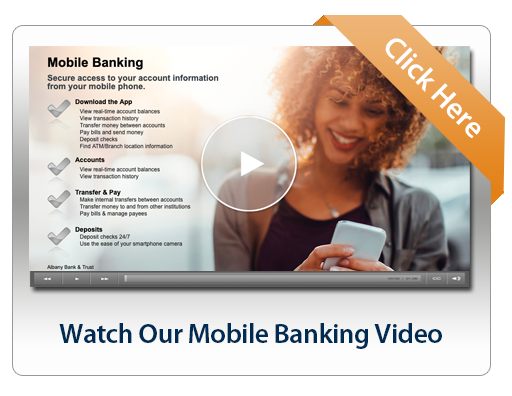 Click Here
Mobile Banking
Secure access to your account information
from your mobile phone.
Download the App
View real-time account balances
View transaction history
Transfer money between accounts
Pay bills and send money
Deposit checks
Find ATM/Branch location information
Accounts
View real-time account balances
View transaction history
Transfer & Pay
Make internal transfers between accounts
Transfer money to and from other institutions
Pay bills & manage payees
Deposits
Deposit checks 24/7
Use the ease of your smartphone camera
Albany Bank & Trust
CC
Watch Our Mobile Banking Video